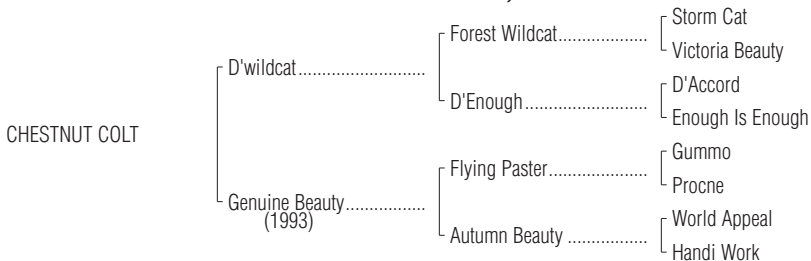 Storm Cat
Forest Wildcat....................
Victoria Beauty
D'wildcat...........................
D'Accord
D'Enough..........................
Enough Is Enough
CHESTNUT COLT
Gummo
Flying Paster.....................
Procne
Genuine Beauty.................
(1993)
World Appeal
Autumn Beauty .................
Handi Work